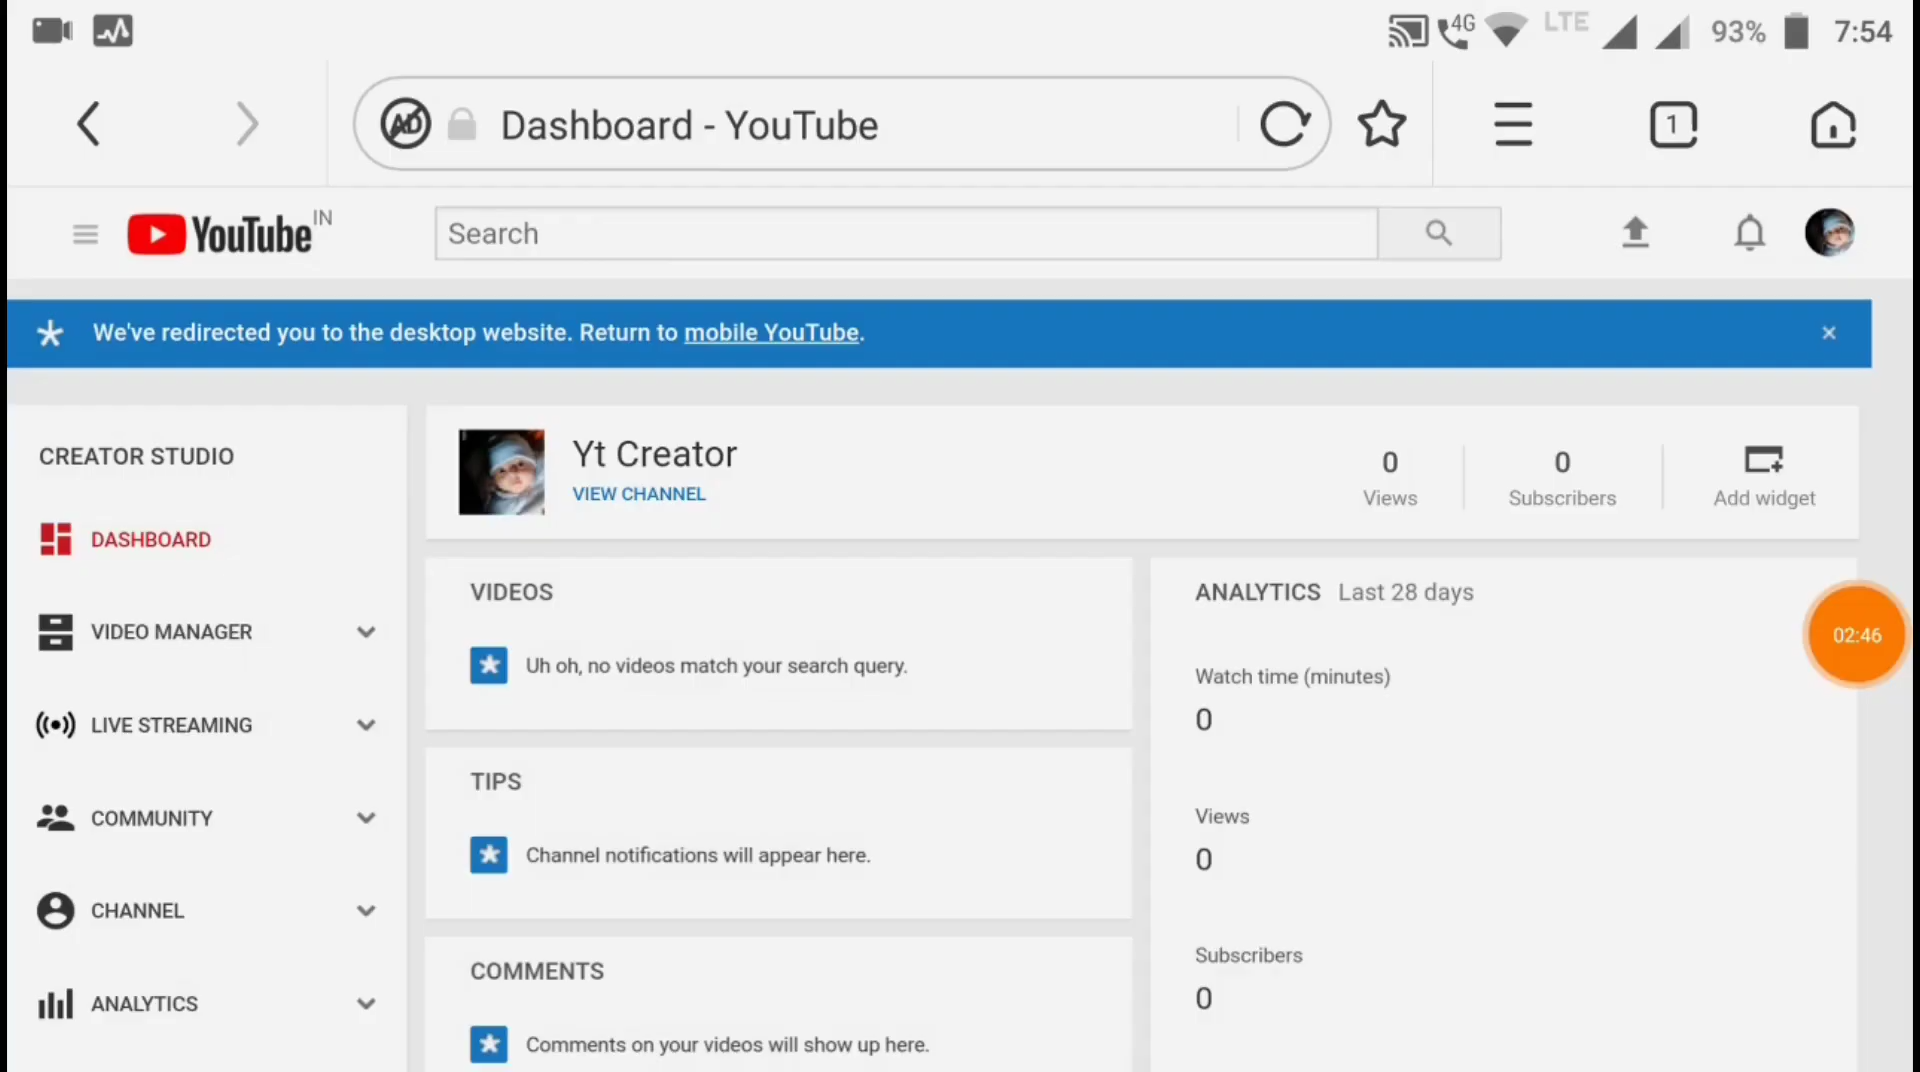 4G LTE 93% 7:54
AD Dashboard - YouTube 1
YouTube IN Search
We've redirected you to the desktop website. Return to mobile YouTube.
CREATOR STUDIO
DASHBOARD
VIDEO MANAGER
LIVE STREAMING
COMMUNITY
CHANNEL
ANALYTICS
Yt Creator
VIEW CHANNEL
0
Views
0
Subscribers
Add widget
VIDEOS
Uh oh, no videos match your search query.
TIPS
Channel notifications will appear here.
COMMENTS
Comments on your videos will show up here.
ANALYTICS Last 28 days
Watch time (minutes)
0
Views
0
Subscribers
0
02:46